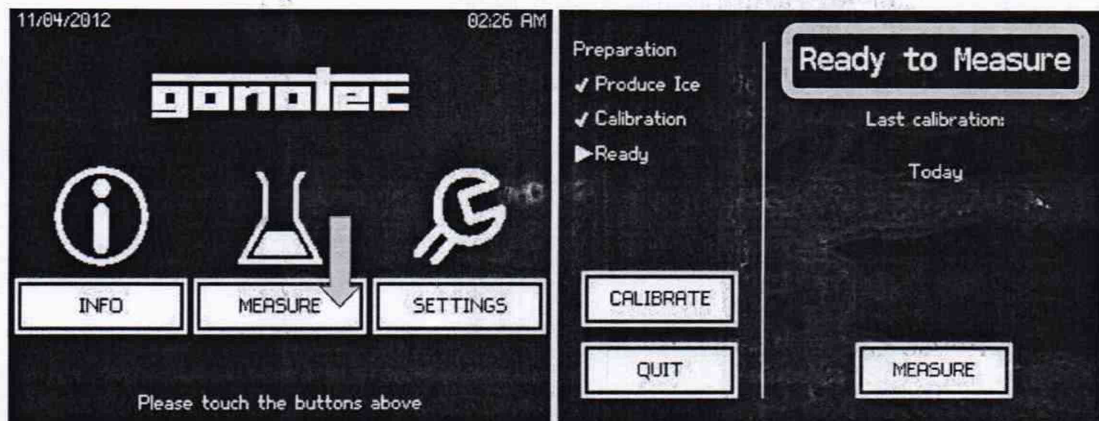 11/04/2012 02:26 AM
gonotec
INFO
MEASURE
SETTINGS
Please touch the buttons above
Preparation
✓ Produce Ice
✓ Calibration
▶Ready
CALIBRATE
QUIT
Ready to Measure
Last calibration:
Today
MEASURE